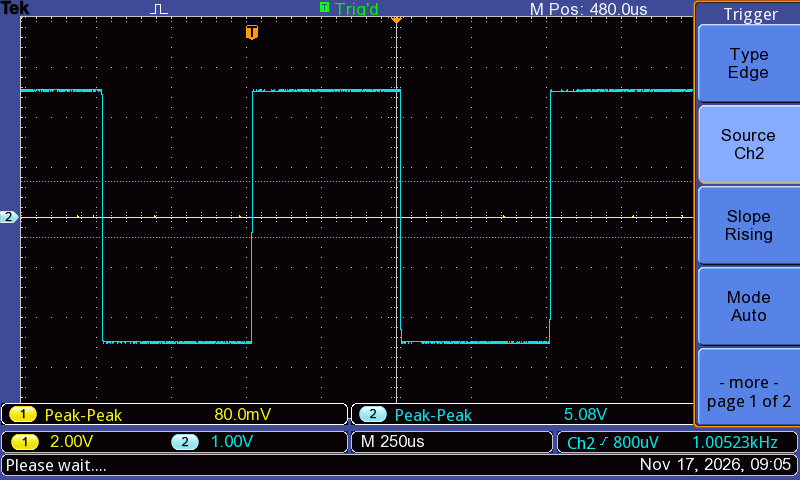 Tek
T Trig'd
M Pos: 480.0us
Trigger
T
Type
Edge
Source
Ch2
2
Slope
Rising
Mode
Auto
- more -
page 1 of 2
1 Peak-Peak 80.0mV
2 Peak-Peak 5.08V
1 2.00V 2 1.00V M 250us Ch2 800uV 1.00523kHz
Please wait....
Nov 17, 2026, 09:05